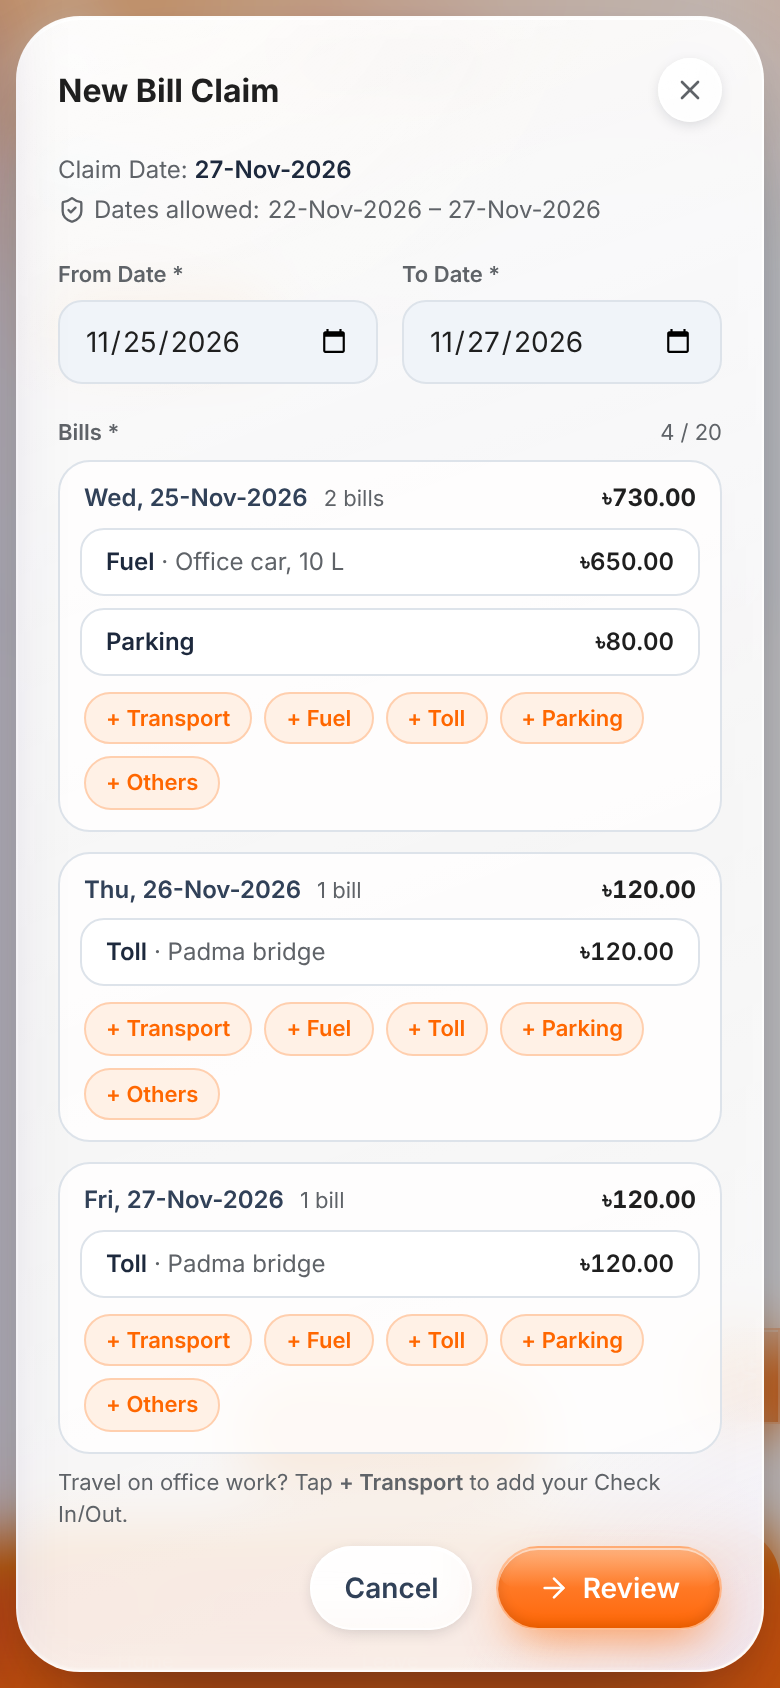 New Bill Claim
Claim Date: 27-Nov-2026
Dates allowed: 22-Nov-2026 – 27-Nov-2026
From Date * To Date *
11/25/2026 11/27/2026
Bills * 4 / 20
Wed, 25-Nov-2026 2 bills ৳730.00
Fuel · Office car, 10 L ৳650.00
Parking ৳80.00
+ Transport + Fuel + Toll + Parking
+ Others
Thu, 26-Nov-2026 1 bill ৳120.00
Toll · Padma bridge ৳120.00
+ Transport + Fuel + Toll + Parking
+ Others
Fri, 27-Nov-2026 1 bill ৳120.00
Toll · Padma bridge ৳120.00
+ Transport + Fuel + Toll + Parking
+ Others
Travel on office work? Tap + Transport to add your Check
In/Out.
Cancel → Review